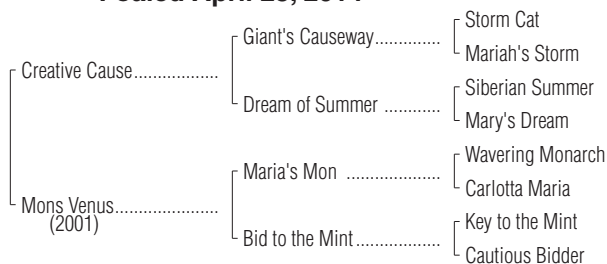 Foaled April
Storm Cat
Giant's Causeway..............
Mariah's Storm
Creative Cause..................
Siberian Summer
Dream of Summer ............
Mary's Dream
Wavering Monarch
Maria's Mon ....................
Carlotta Maria
Mons Venus......................
(2001)
Key to the Mint
Bid to the Mint..................
Cautious Bidder